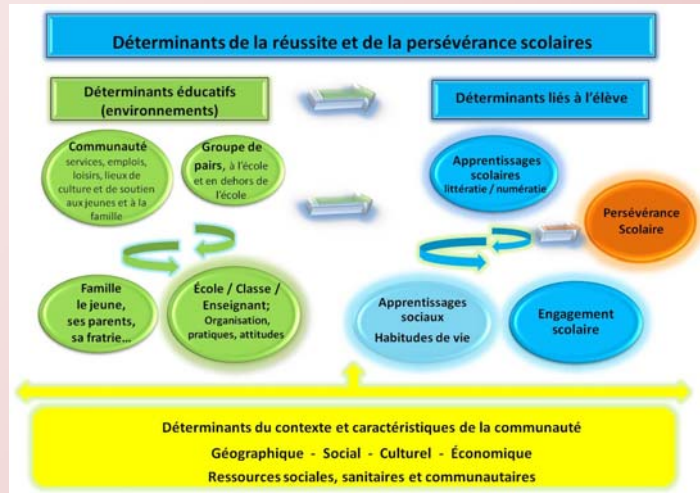 Déterminants de la réussite et de la persévérance scolaires
Déterminants éducatifs
(environnements)
Déterminants liés à l'élève
Communauté
services, emplois,
loisirs, lieux de
culture et de soutien
aux jeunes et à la
famille
Groupe de
pairs, à l'école
et en dehors de
l'école
Apprentissages
scolaires
littératie / numératie
Persévérance
Scolaire
Famille
le jeune,
ses parents,
sa fratrie...
École / Classe /
Enseignant;
Organisation,
pratiques, attitudes
Apprentissages
sociaux
Habitudes de vie
Engagement
scolaire
Déterminants du contexte et caractéristiques de la communauté
Géographique - Social - Culturel - Économique
Ressources sociales, sanitaires et communautaires